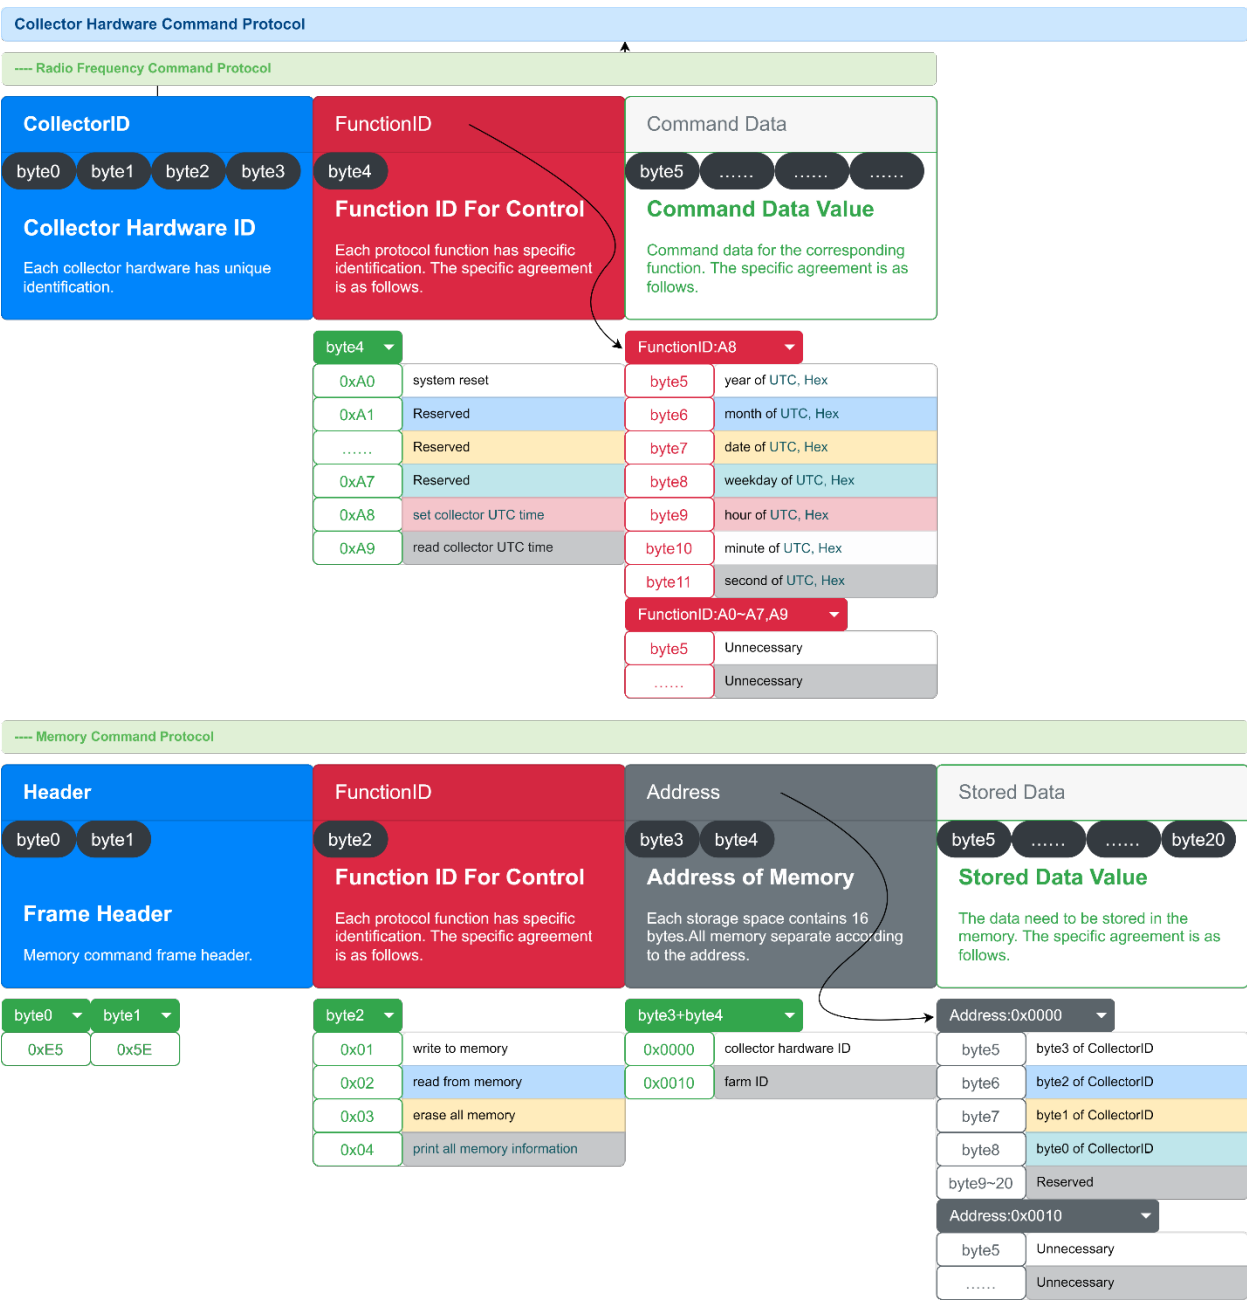 Collector Hardware Command Protocol
---- Radio Frequency Command Protocol
CollectorID
FunctionID
Command Data
byte0 byte1 byte2 byte3
byte4
byte5 ...... ...... ......
Collector Hardware ID
Each collector hardware has unique
identification.
Function ID For Control
Each protocol function has specific
identification. The specific agreement
is as follows.
Command Data Value
Command data for the corresponding
function. The specific agreement is as
follows.
byte4
0xA0 system reset
0xA1 Reserved
...... Reserved
0xA7 Reserved
0xA8 set collector UTC time
0xA9 read collector UTC time
FunctionID:A8
byte5 year of UTC, Hex
byte6 month of UTC, Hex
byte7 date of UTC, Hex
byte8 weekday of UTC, Hex
byte9 hour of UTC, Hex
byte10 minute of UTC, Hex
byte11 second of UTC, Hex
FunctionID:A0~A7,A9
byte5 Unnecessary
...... Unnecessary
---- Memory Command Protocol
Header
FunctionID
Address
Stored Data
byte0 byte1
byte2
byte3 byte4
byte5 ...... ...... byte20
Frame Header
Memory command frame header.
Function ID For Control
Each protocol function has specific
identification. The specific agreement
is as follows.
Address of Memory
Each storage space contains 16
bytes.All memory separate according
to the address.
Stored Data Value
The data need to be stored in the
memory. The specific agreement is as
follows.
byte0 byte1
0xE5 0x5E
byte2
0x01 write to memory
0x02 read from memory
0x03 erase all memory
0x04 print all memory information
byte3+byte4
0x0000 collector hardware ID
0x0010 farm ID
Address:0x0000
byte5 byte3 of CollectorID
byte6 byte2 of CollectorID
byte7 byte1 of CollectorID
byte8 byte0 of CollectorID
byte9~20 Reserved
Address:0x0010
byte5 Unnecessary
...... Unnecessary